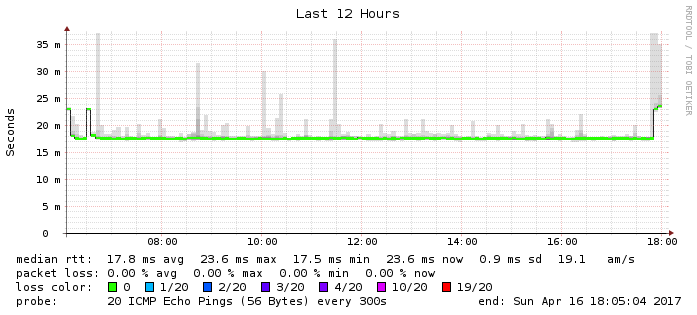 Last 12 Hours
RRDTOOL / TOBI OETIKER
Seconds
35 m
30 m
25 m
20 m
15 m
10 m
5 m
0
08:00 10:00 12:00 14:00 16:00 18:00
median rtt: 17.8 ms avg 23.6 ms max 17.5 ms min 23.6 ms now 0.9 ms sd 19.1 am/s
packet loss: 0.00 % avg 0.00 % max 0.00 % min 0.00 % now
loss color: 0 1/20 2/20 3/20 4/20 10/20 19/20
probe: 20 ICMP Echo Pings (56 Bytes) every 300s end: Sun Apr 16 18:05:04 2017